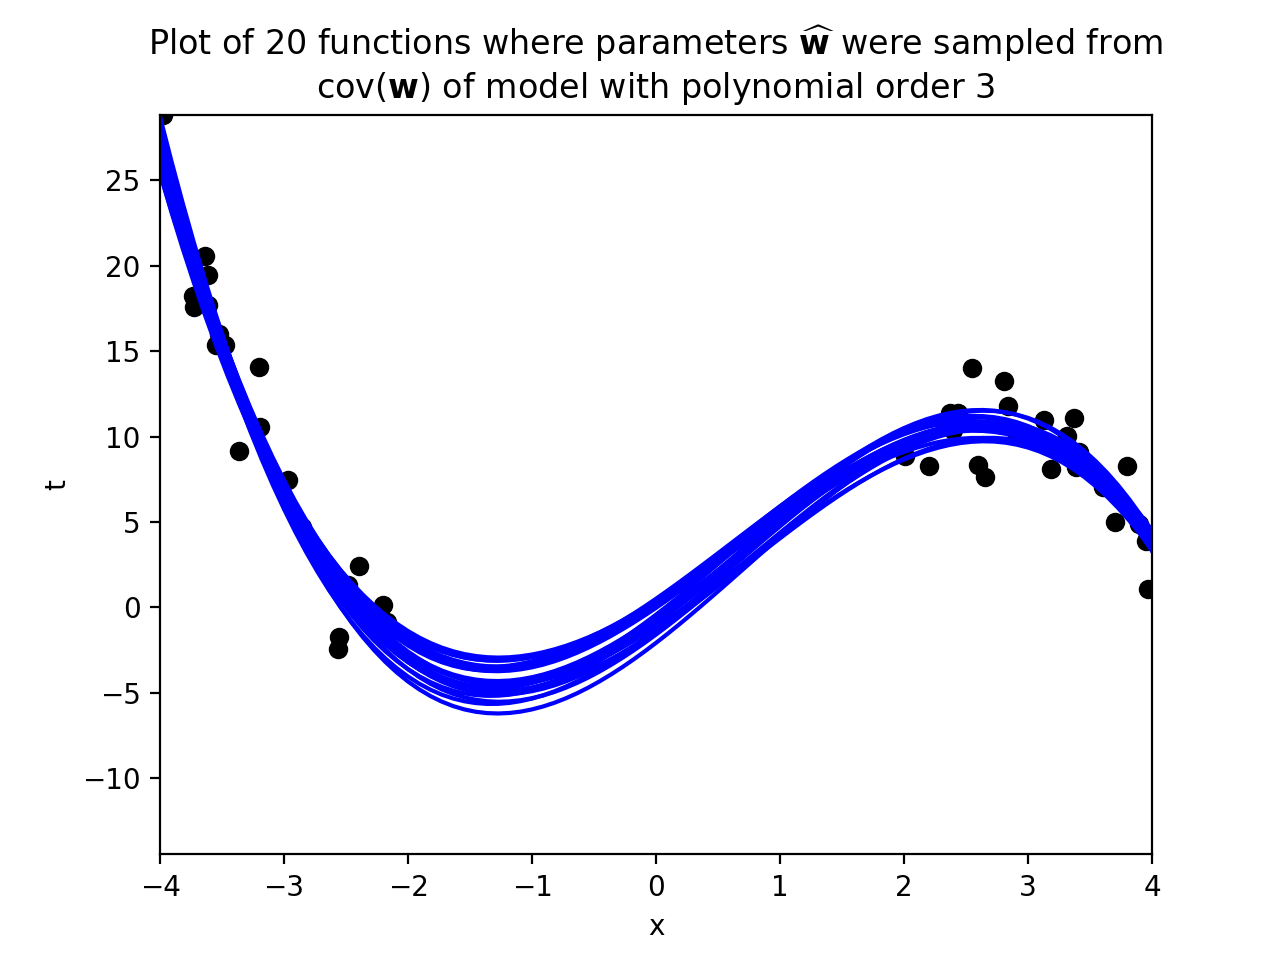 Plot of 20 functions where parameters ŵ were sampled from
cov(w) of model with polynomial order 3
25
20
15
10
5
0
−5
−10
t
−4 −3 −2 −1 0 1 2 3 4
x